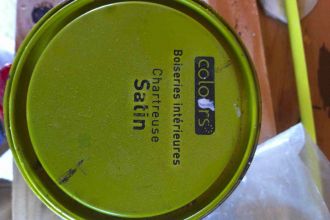 colours
Boiseries intérieures
Chartreuse
Satin